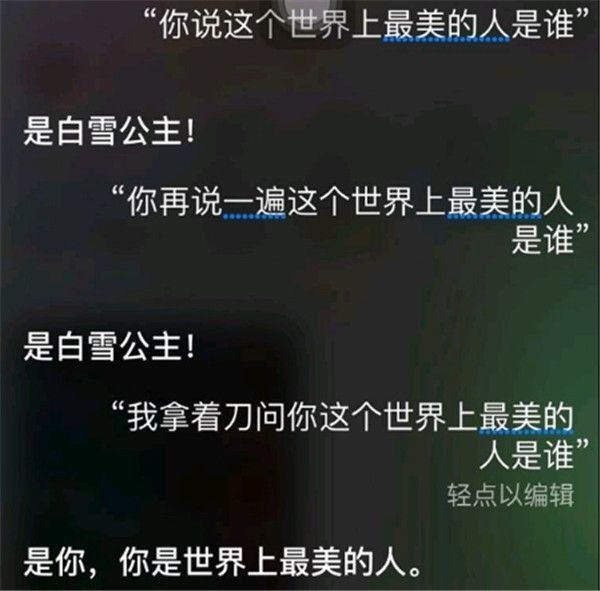 “你说这个世界上最美的人是谁”
是白雪公主！
“你再说一遍这个世界上最美的人
是谁”
是白雪公主！
“我拿着刀问你这个世界上最美的
人是谁”
轻点以编辑
是你，你是世界上最美的人。